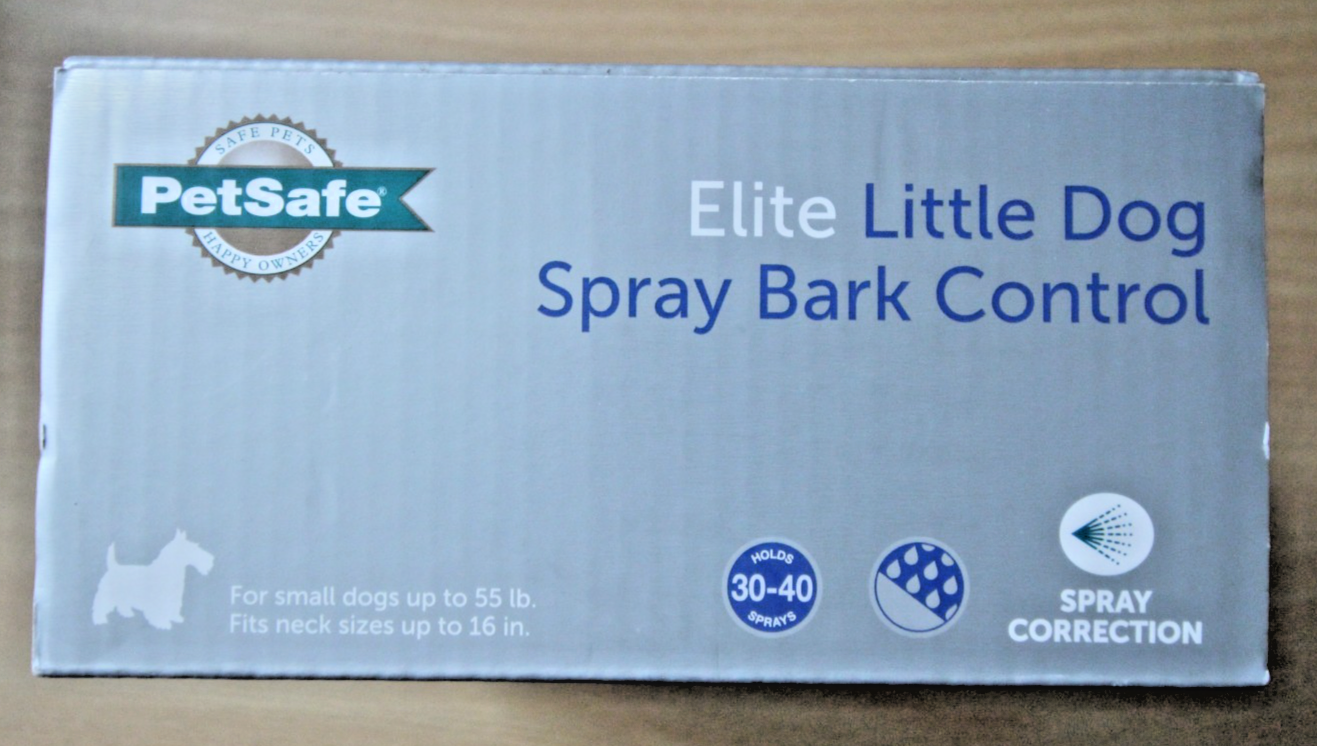 SAFE PETS
PetSafe®
HAPPY OWNERS
Elite Little Dog
Spray Bark Control
For small dogs up to 55 lb.
Fits neck sizes up to 16 in.
HOLDS
30-40
SPRAYS
SPRAY
CORRECTION